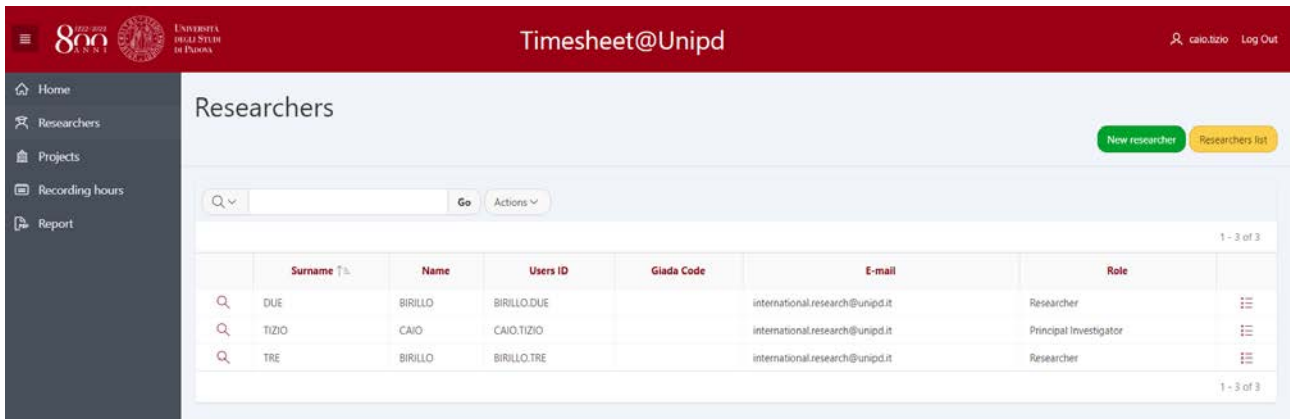 1222·2022
800
ANNI
UNIVERSITÀ
DEGLI STUDI
DI PADOVA
Timesheet@Unipd
caio.tizio Log Out
Home
Researchers
Projects
Recording hours
Report
Researchers
New researcher Researchers list
Go Actions
1 - 3 of 3
Surname Name Users ID Giada Code E-mail Role
DUE BIRILLO BIRILLO.DUE international.research@unipd.it Researcher
TIZIO CAIO CAIO.TIZIO international.research@unipd.it Principal Investigator
TRE BIRILLO BIRILLO.TRE international.research@unipd.it Researcher
1 - 3 of 3